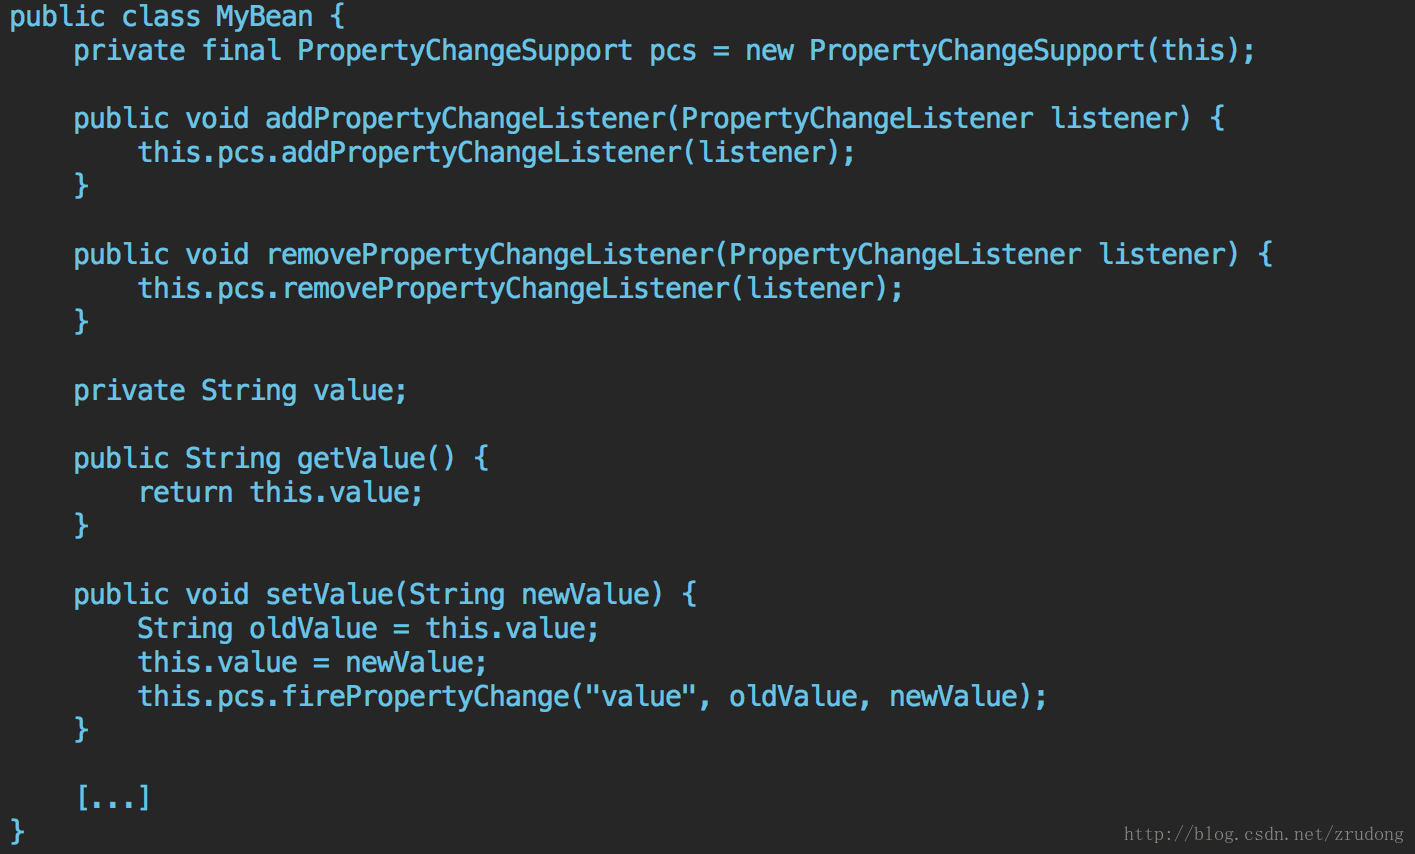 public class MyBean {
    private final PropertyChangeSupport pcs = new PropertyChangeSupport(this);

    public void addPropertyChangeListener(PropertyChangeListener listener) {
        this.pcs.addPropertyChangeListener(listener);
    }

    public void removePropertyChangeListener(PropertyChangeListener listener) {
        this.pcs.removePropertyChangeListener(listener);
    }

    private String value;

    public String getValue() {
        return this.value;
    }

    public void setValue(String newValue) {
        String oldValue = this.value;
        this.value = newValue;
        this.pcs.firePropertyChange("value", oldValue, newValue);
    }

    [...]
}
http://blog.csdn.net/zrudong